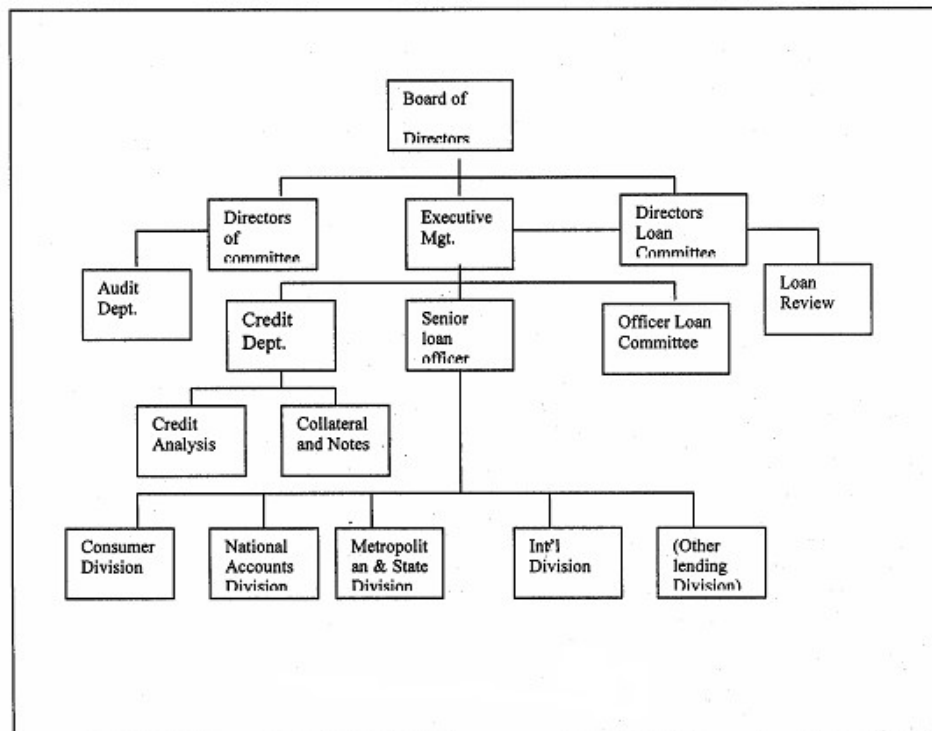 Board of
Directors
Directors
of
committee
Executive
Mgt.
Directors
Loan
Committee
Audit
Dept.
Loan
Review
Credit
Dept.
Senior
loan
officer
Officer Loan
Committee
Credit
Analysis
Collateral
and Notes
Consumer
Division
National
Accounts
Division
Metropolit
an & State
Division
Int'l
Division
(Other
lending
Division)